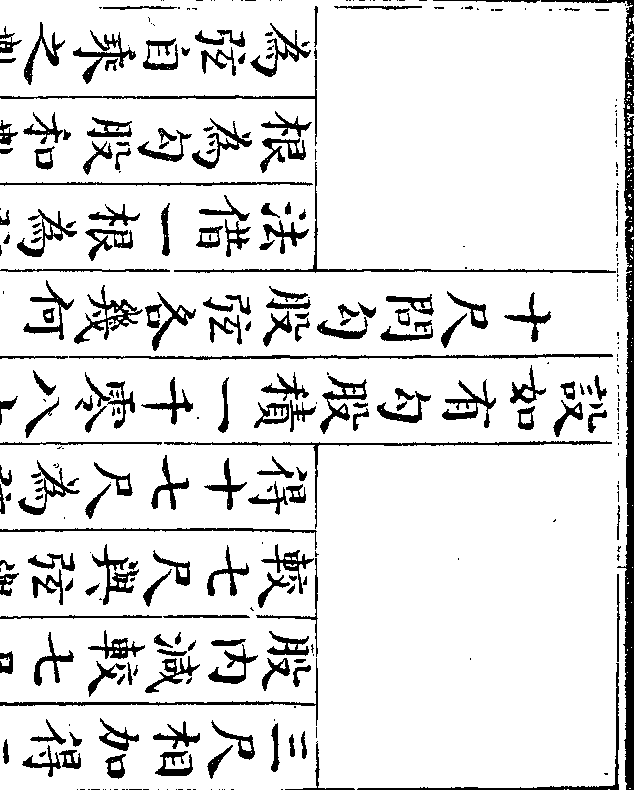 三尺相加得
股内減較七尺
較七尺與弦
得十七尺為
設如有勾股積一千零八
十尺問勾股弦各幾何
法借一根為
根為勾股和
為弦自乘之